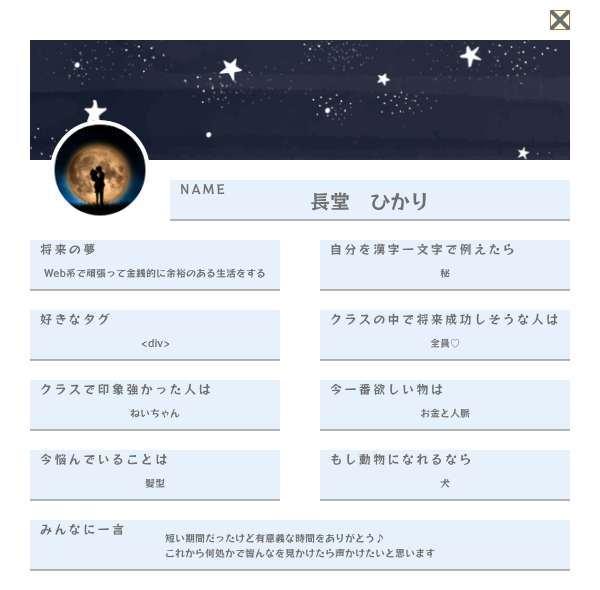 NAME
長堂　ひかり
将来の夢
Web系で頑張って金銭的に余裕のある生活をする
自分を漢字一文字で例えたら
秘
好きなタグ
<div>
クラスの中で将来成功しそうな人は
全員♡
クラスで印象強かった人は
ねいちゃん
今一番欲しい物は
お金と人脈
今悩んでいることは
髪型
もし動物になれるなら
犬
みんなに一言
短い期間だったけど有意義な時間をありがとう♪
これから何処かで皆んなを見かけたら声かけたいと思います